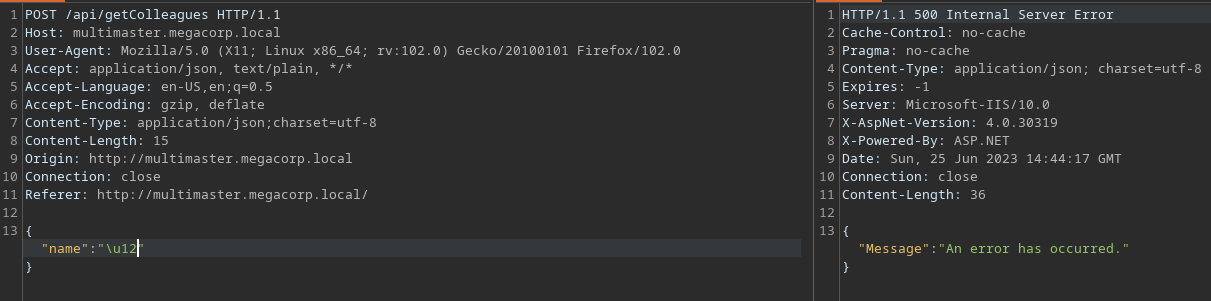 1 POST /api/getColleagues HTTP/1.1
2 Host: multimaster.megacorp.local
3 User-Agent: Mozilla/5.0 (X11; Linux x86_64; rv:102.0) Gecko/20100101 Firefox/102.0
4 Accept: application/json, text/plain, */*
5 Accept-Language: en-US,en;q=0.5
6 Accept-Encoding: gzip, deflate
7 Content-Type: application/json;charset=utf-8
8 Content-Length: 15
9 Origin: http://multimaster.megacorp.local
10 Connection: close
11 Referer: http://multimaster.megacorp.local/
12
13 {
"name":"\u12"
}
1 HTTP/1.1 500 Internal Server Error
2 Cache-Control: no-cache
3 Pragma: no-cache
4 Content-Type: application/json; charset=utf-8
5 Expires: -1
6 Server: Microsoft-IIS/10.0
7 X-AspNet-Version: 4.0.30319
8 X-Powered-By: ASP.NET
9 Date: Sun, 25 Jun 2023 14:44:17 GMT
10 Connection: close
11 Content-Length: 36
12
13 {
"Message":"An error has occurred."
}